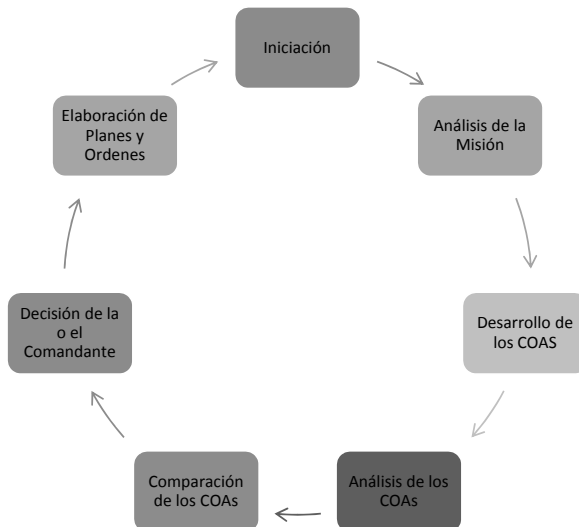 Iniciación
Análisis de la
Misión
Desarrollo de
los COAS
Análisis de los
COAs
Comparación
de los COAs
Decisión de la
o el
Comandante
Elaboración de
Planes y
Ordenes